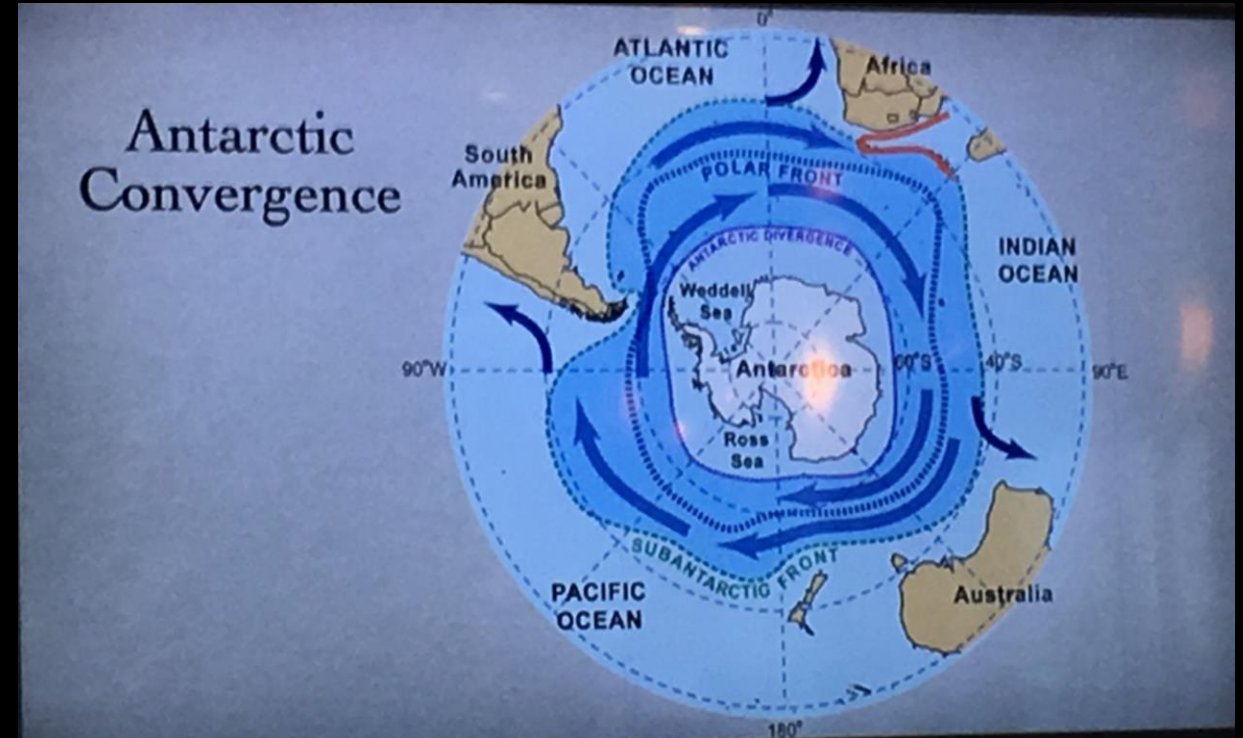 Antarctic
Convergence
0°
ATLANTIC
OCEAN
Africa
South
America
POLAR FRONT
ANTARCTIC DIVERGENCE
INDIAN
OCEAN
Weddell
Sea
90°W
Antarctica
60°S
40°S
90°E
Ross
Sea
SUBANTARCTIC FRONT
PACIFIC
OCEAN
Australia
180°